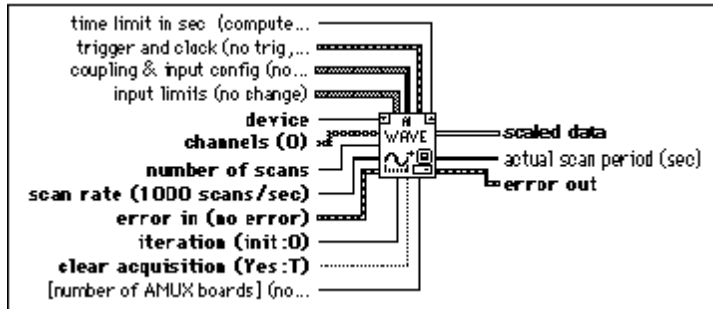 time limit in sec (compute...
trigger and clock (no trig,...
coupling & input config (no...
input limits (no change)
device
channels (0)
number of scans
scan rate (1000 scans/sec)
error in (no error)
iteration (init:0)
clear acquisition (Yes:T)
[number of AMUX boards] (no...
AI
WAVE
scaled data
actual scan period (sec)
error out